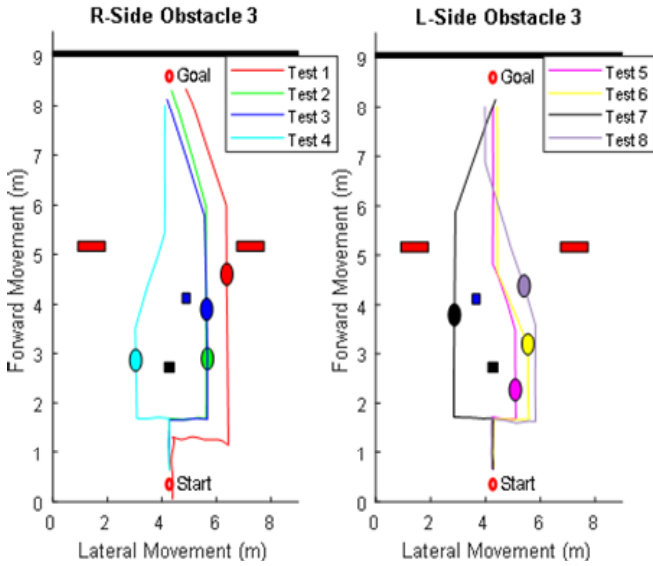 R-Side Obstacle 3
Forward Movement (m)
9
8
7
6
5
4
3
2
1
0
Goal
Start
Test 1
Test 2
Test 3
Test 4
0 2 4 6 8
Lateral Movement (m)
L-Side Obstacle 3
Forward Movement (m)
9
8
7
6
5
4
3
2
1
0
Goal
Start
Test 5
Test 6
Test 7
Test 8
0 2 4 6 8
Lateral Movement (m)